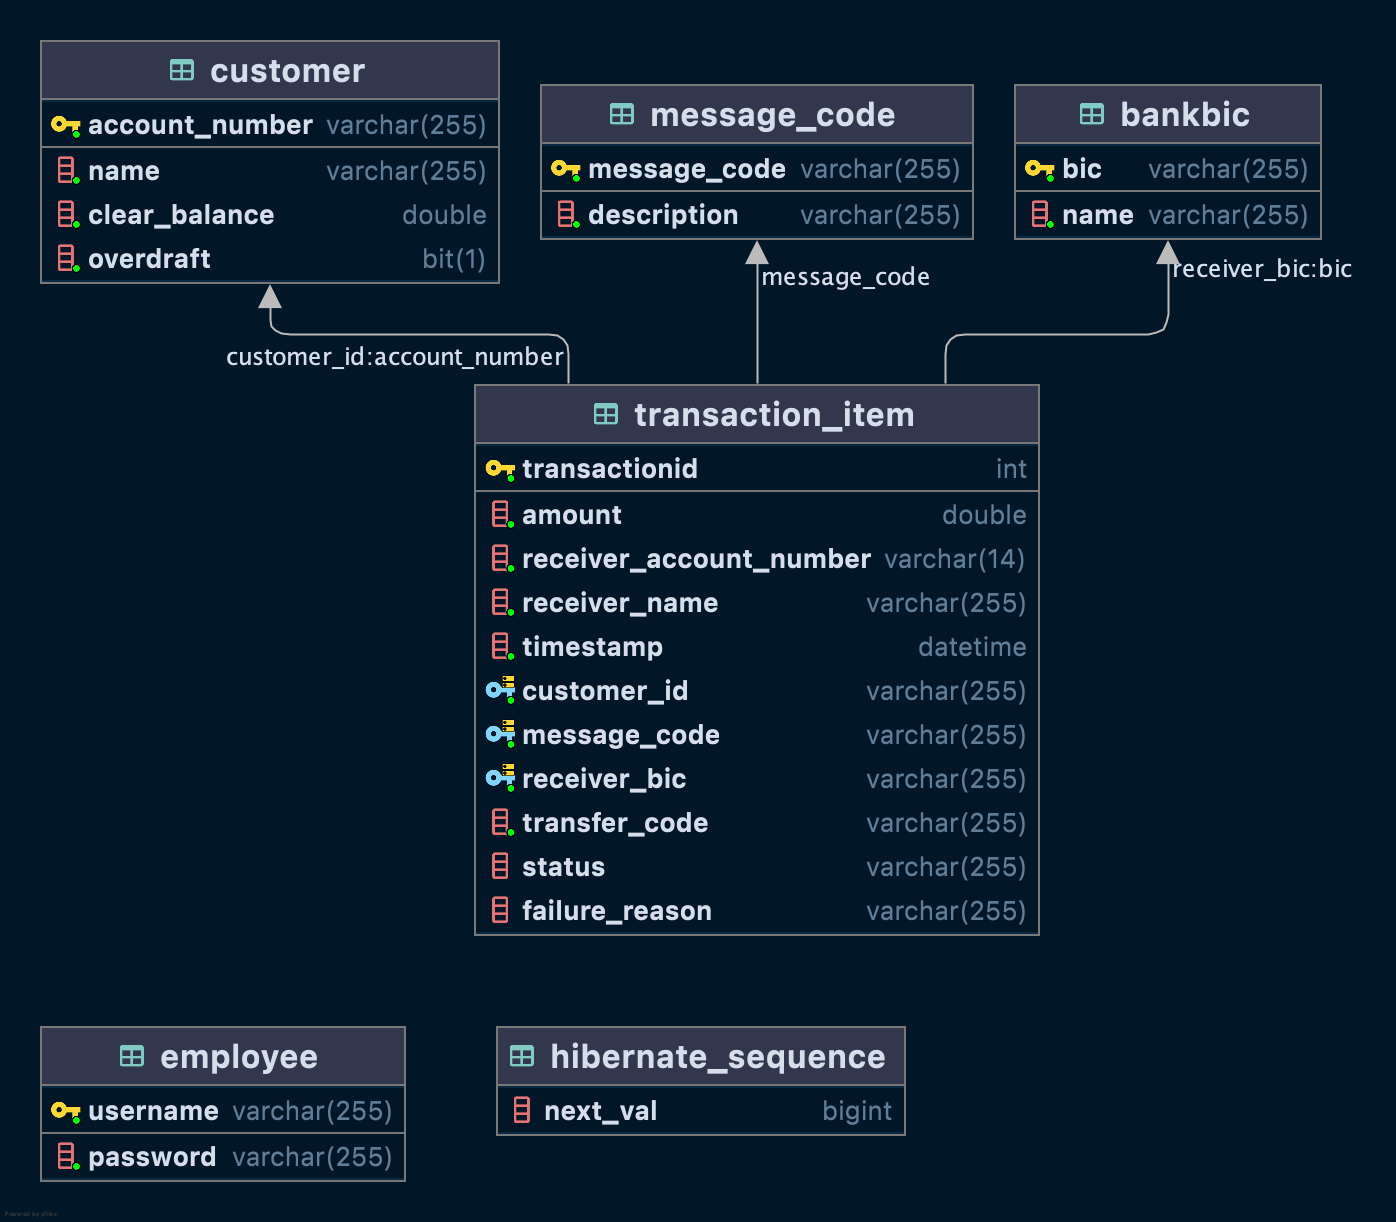 customer
account_number varchar(255)
name varchar(255)
clear_balance double
overdraft bit(1)
message_code
message_code varchar(255)
description varchar(255)
bankbic
bic varchar(255)
name varchar(255)
customer_id:account_number
message_code
receiver_bic:bic
transaction_item
transactionid int
amount double
receiver_account_number varchar(14)
receiver_name varchar(255)
timestamp datetime
customer_id varchar(255)
message_code varchar(255)
receiver_bic varchar(255)
transfer_code varchar(255)
status varchar(255)
failure_reason varchar(255)
employee
username varchar(255)
password varchar(255)
hibernate_sequence
next_val bigint
Powered by yFiles